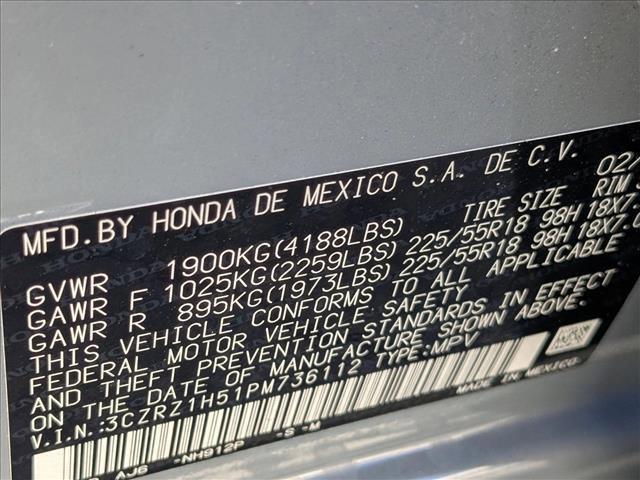 MFD.BY HONDA DE MEXICO S.A. DE C.V. 02
TIRE SIZE RIM
GVWR 1900KG(4188LBS)
GAWR F 1025KG(2259LBS) 225/55R18 98H 18X7.
GAWR R 895KG(1973LBS) 225/55R18 98H 18X7.
THIS VEHICLE CONFORMS TO ALL APPLICABLE
FEDERAL MOTOR VEHICLE SAFETY
AND THEFT PREVENTION STANDARDS IN EFFECT
ON THE DATE OF MANUFACTURE SHOWN ABOVE.
V.I.N.:3CZRZ1H51PM736112 TYPE:MPV
MADE IN MEXICO
AJ6 -NH912P -S -M